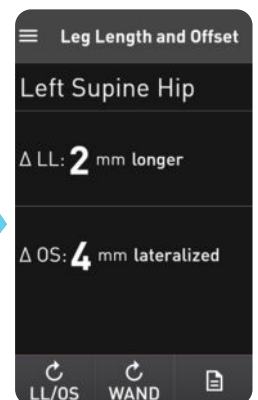 Leg Length and Offset
Left Supine Hip
Δ LL: 2 mm longer
Δ OS: 4 mm lateralized
LL/OS WAND